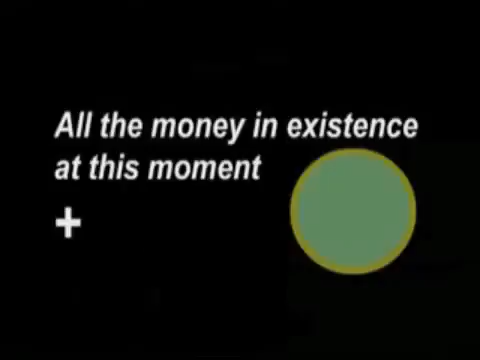 All the money in existence
at this moment
+